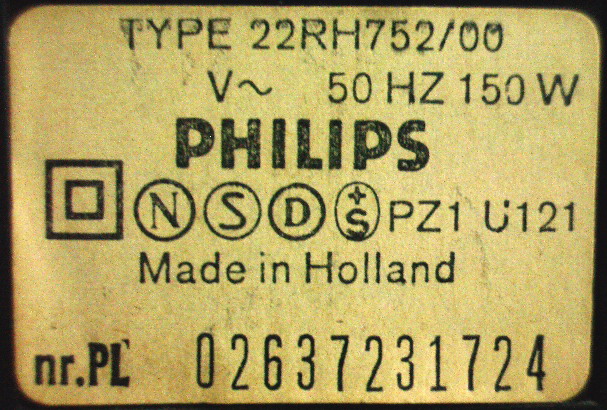 TYPE 22RH752/00
V~ 50 HZ 150 W
PHILIPS
N S D +S PZ1 U121
Made in Holland
nr.PL 02637231724